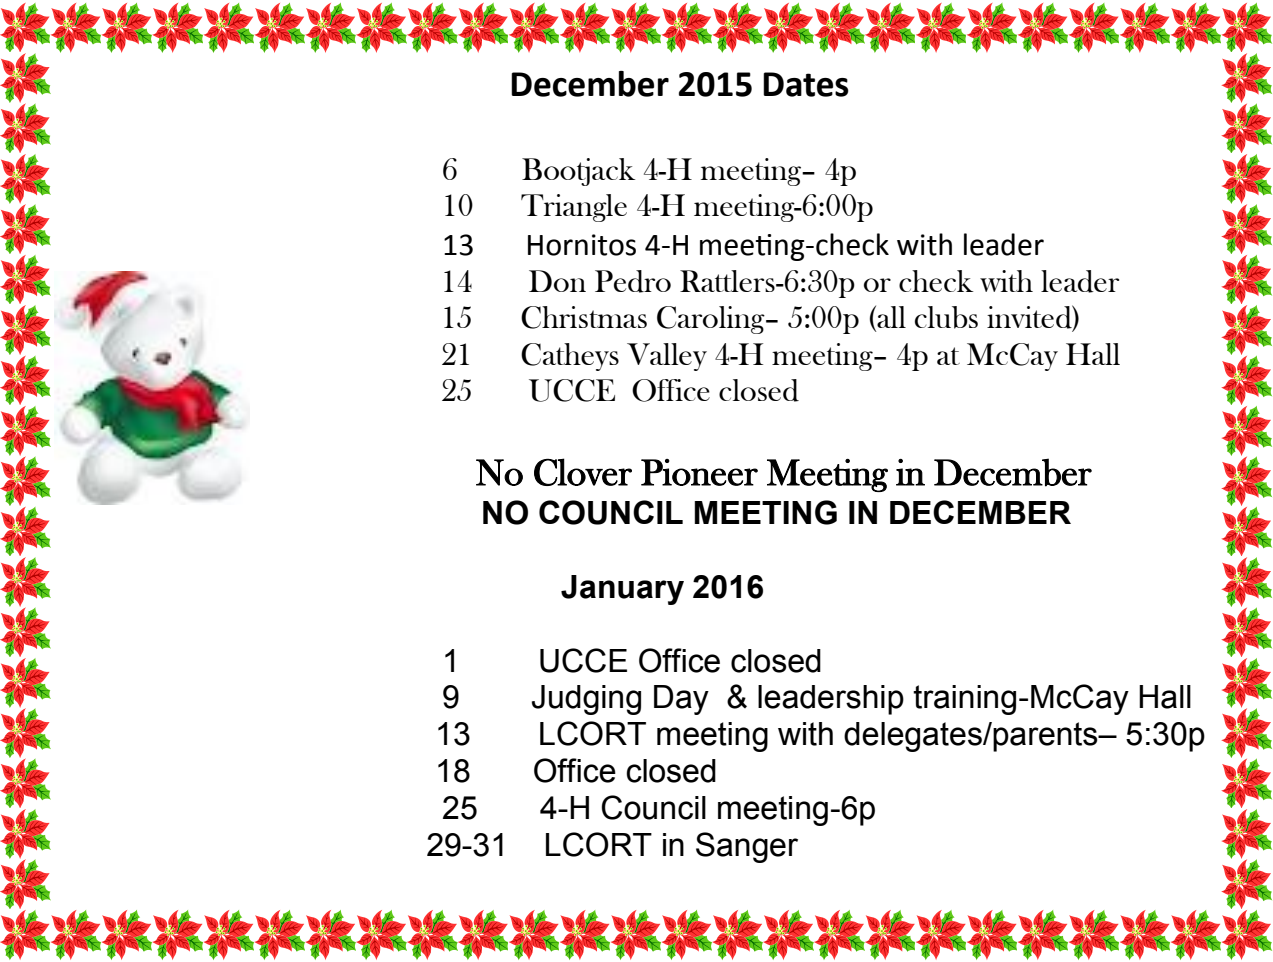 December 2015 Dates
6 Bootjack 4-H meeting– 4p
10 Triangle 4-H meeting-6:00p
13 Hornitos 4-H meeting-check with leader
14 Don Pedro Rattlers-6:30p or check with leader
15 Christmas Caroling– 5:00p (all clubs invited)
21 Catheys Valley 4-H meeting– 4p at McCay Hall
25 UCCE Office closed
No Clover Pioneer Meeting in December
NO COUNCIL MEETING IN DECEMBER
January 2016
1 UCCE Office closed
9 Judging Day & leadership training-McCay Hall
13 LCORT meeting with delegates/parents– 5:30p
18 Office closed
25 4-H Council meeting-6p
29-31 LCORT in Sanger